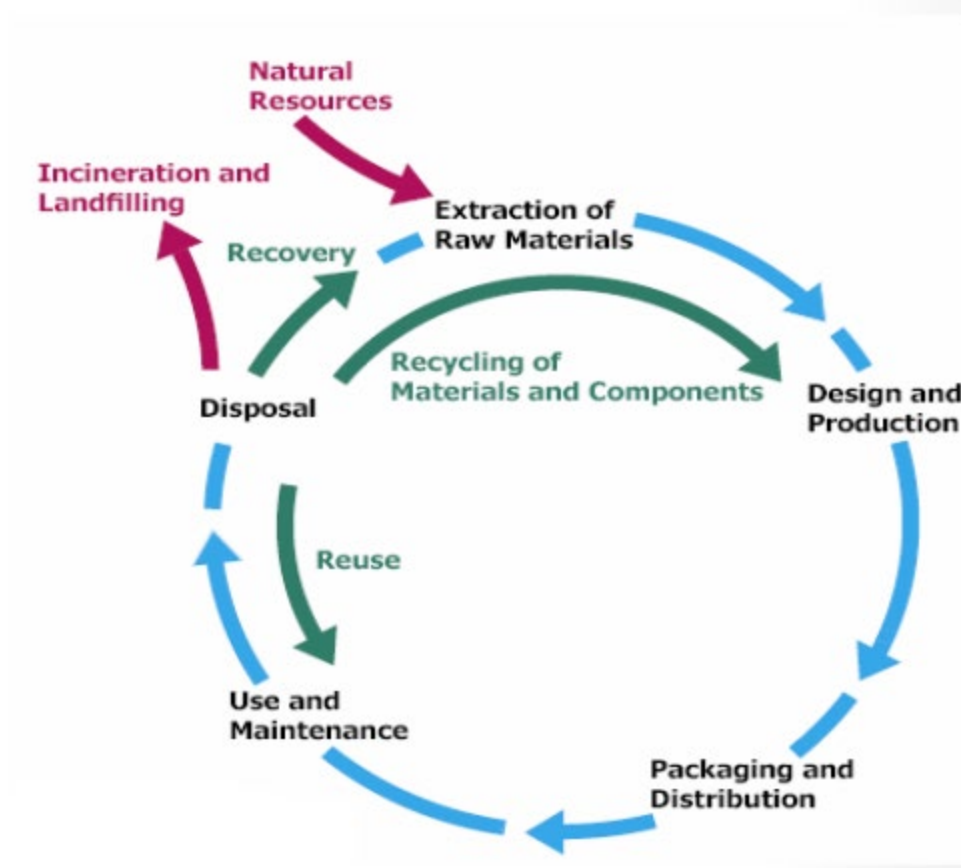 Natural
Resources
Incineration and
Landfilling
Extraction of
Raw Materials
Recovery
Recycling of
Materials and Components
Disposal
Design and
Production
Reuse
Use and
Maintenance
Packaging and
Distribution